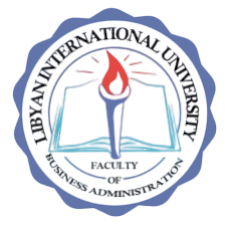 LIBYAN INTERNATIONAL UNIVERSITY
FACULTY
OF
BUSINESS ADMINISTRATION